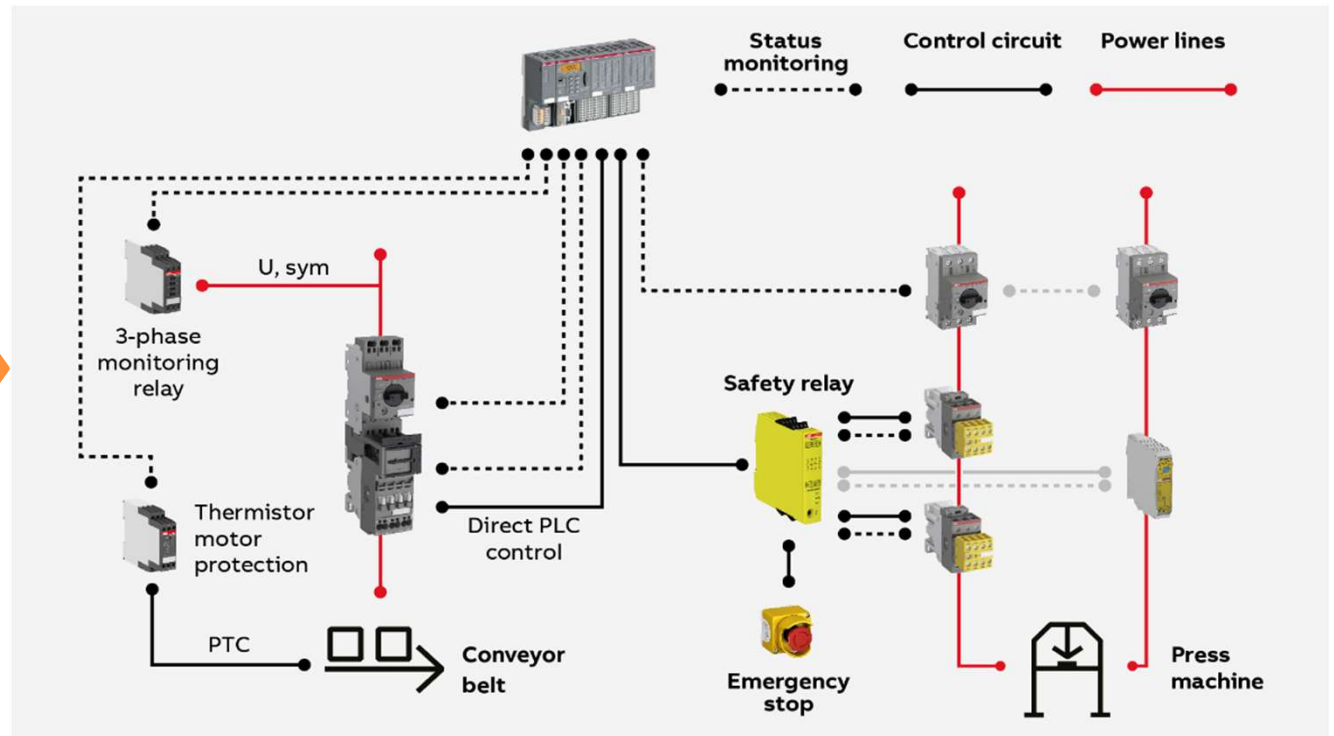 Status
monitoring
Control circuit
Power lines
U, sym
3-phase
monitoring
relay
Safety relay
Thermistor
motor
protection
Direct PLC
control
PTC
Conveyor
belt
Emergency
stop
Press
machine